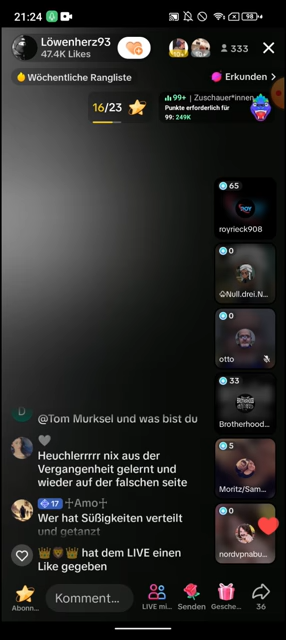 21:24
98
Löwenherz93
47.4K Likes
333
Wöchentliche Rangliste
Erkunden
16/23
99+ | Zuschauer*innen
Punkte erforderlich für
99: 249K
65
royrieck908
0
Null.drei.N...
0
otto
33
Brotherhood...
5
Moritz/Sam...
0
nordvpnabu...
D
@Tom Murksel und was bist du
Heuchlerrrrr nix aus der
Vergangenheit gelernt und
wieder auf der falschen seite
17 ☩Amo☩
Wer hat Süßigkeiten verteilt
und getanzt
👑🦁👑 hat dem LIVE einen
Like gegeben
Abonn...
Komment...
LIVE mi...
Senden
Gesche...
36